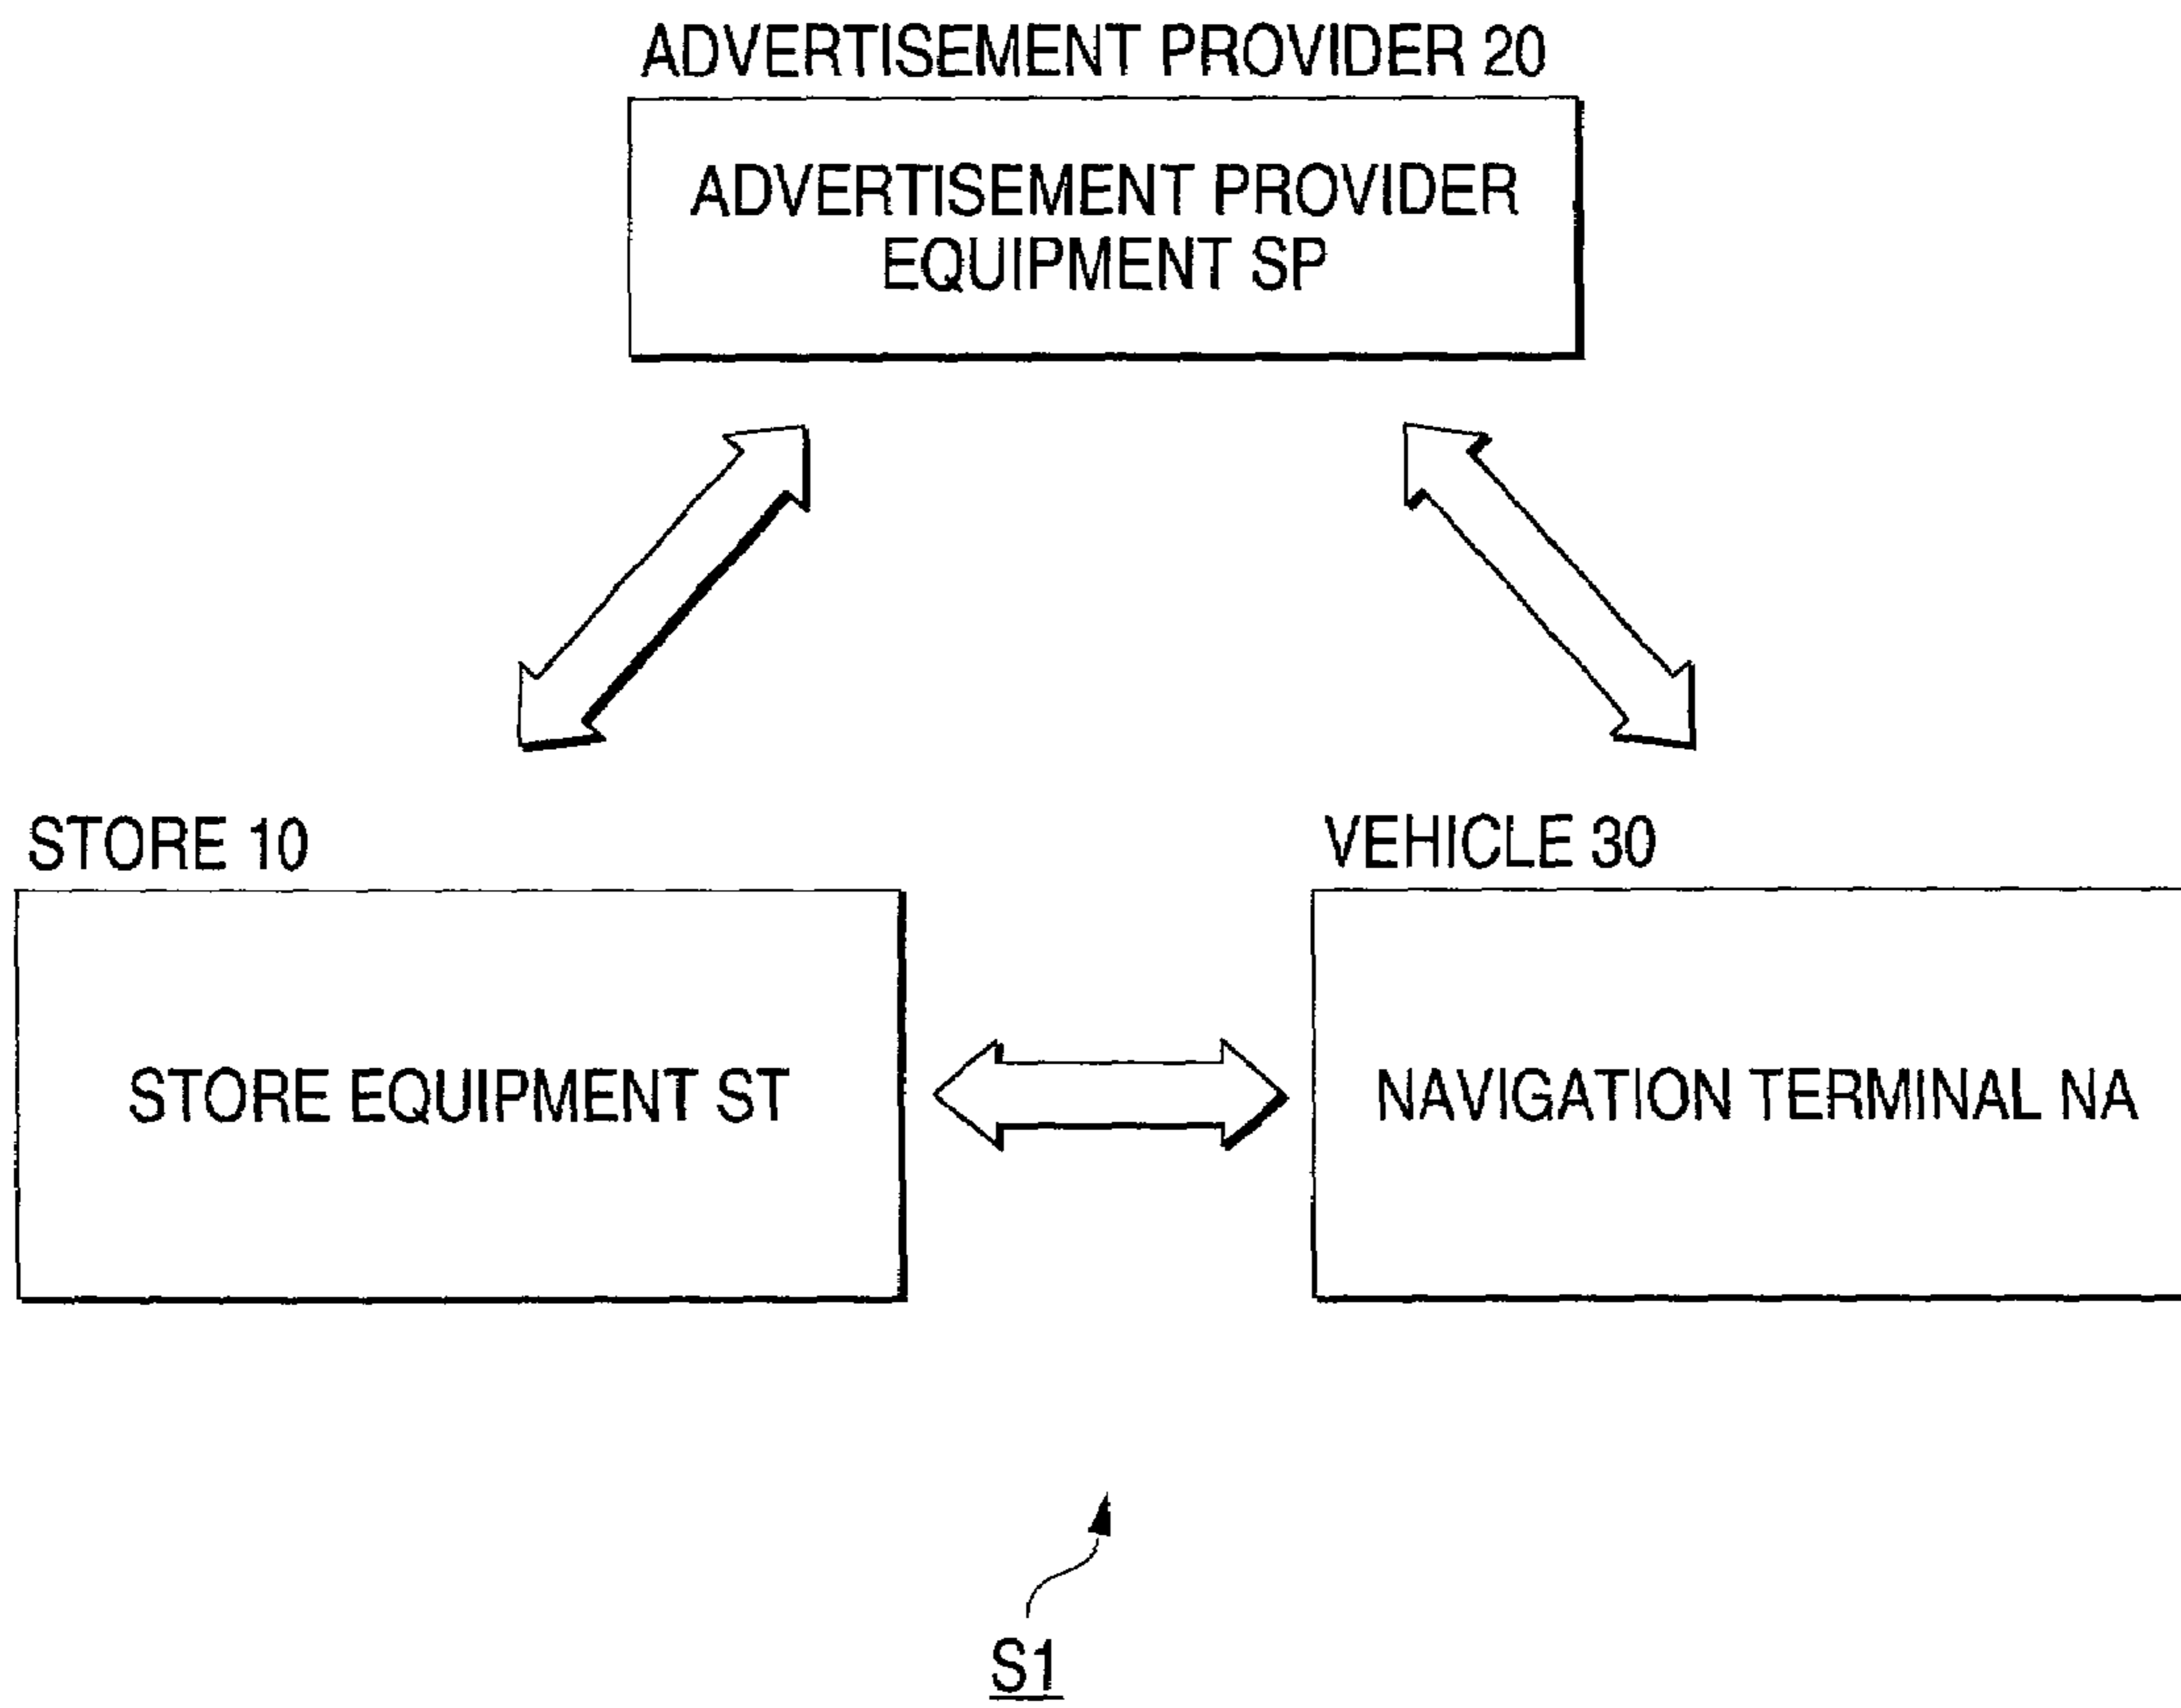 ADVERTISEMENT PROVIDER 20
ADVERTISEMENT PROVIDER
EQUIPMENT SP
STORE 10
VEHICLE 30
STORE EQUIPMENT ST
NAVIGATION TERMINAL NA
S1